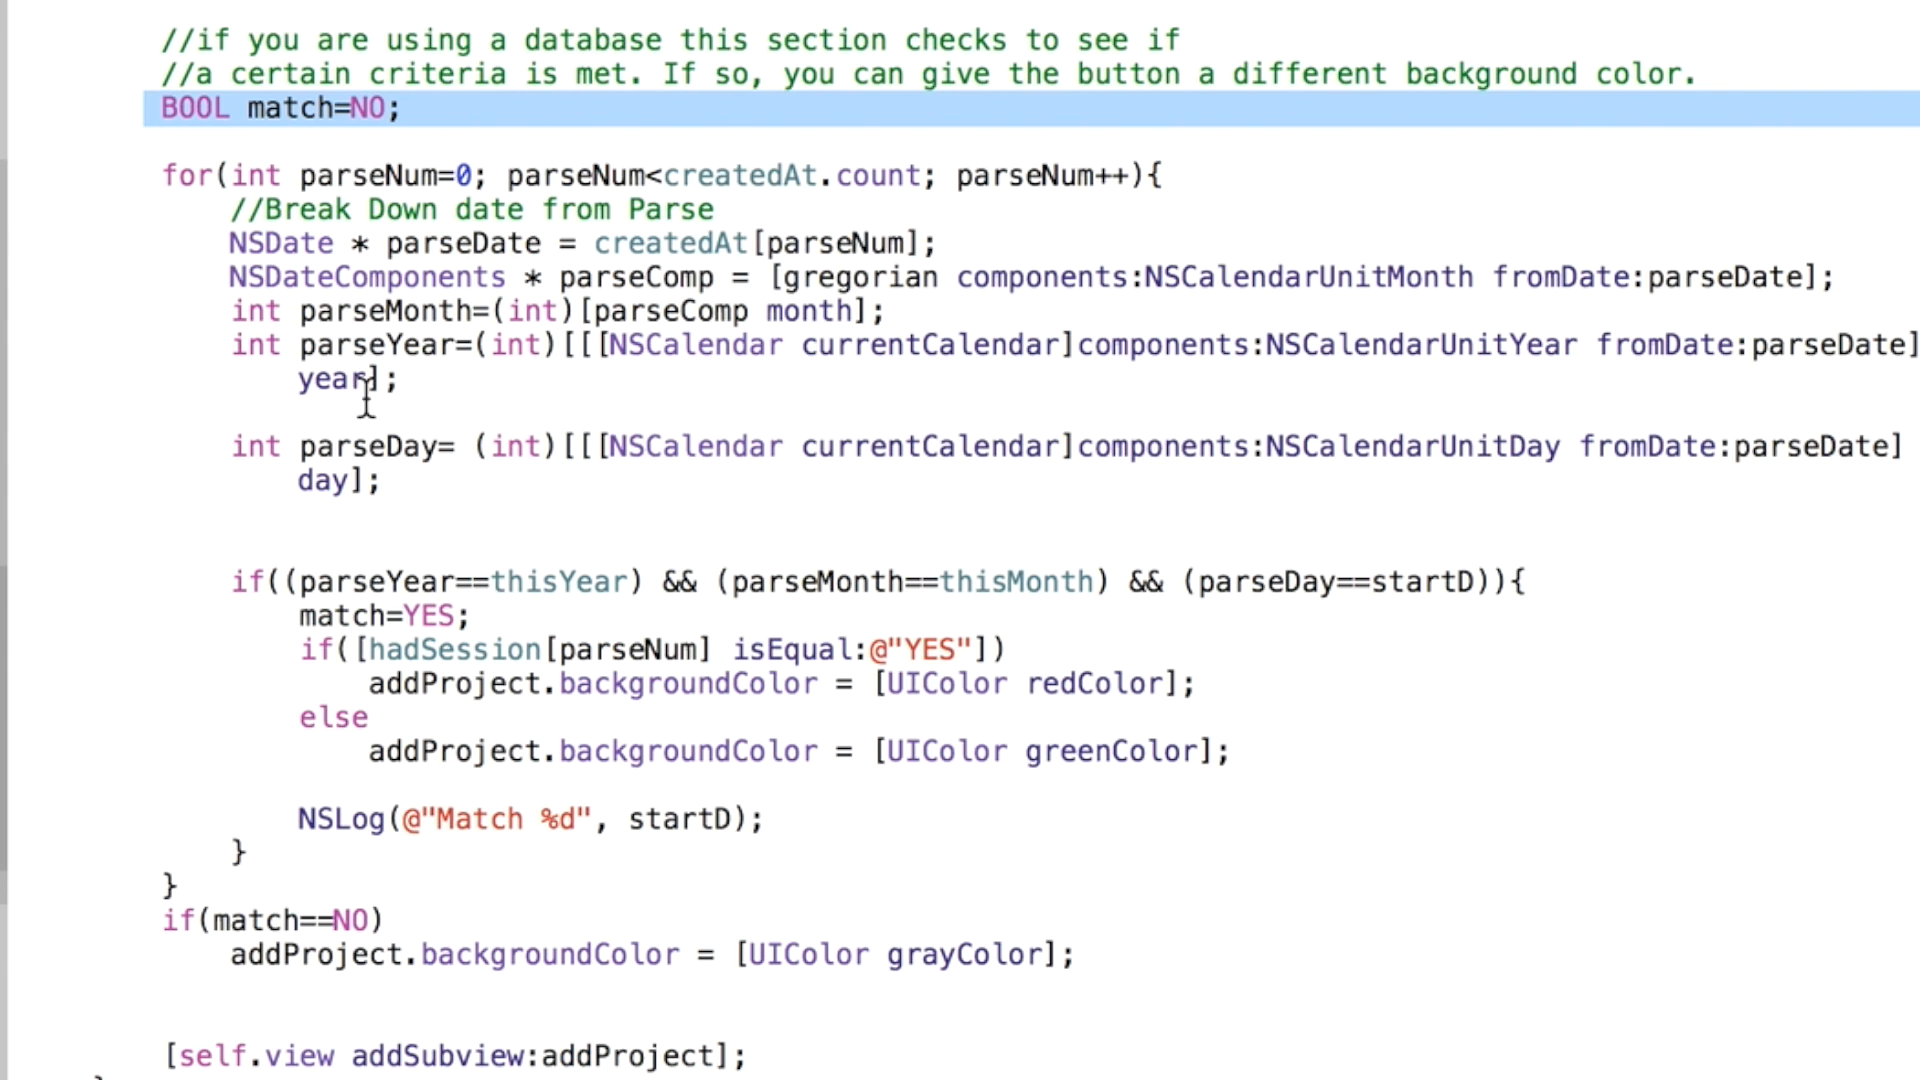 //if you are using a database this section checks to see if
//a certain criteria is met. If so, you can give the button a different background color.
BOOL match=NO;
for(int parseNum=0; parseNum<createdAt.count; parseNum++){
//Break Down date from Parse
NSDate * parseDate = createdAt[parseNum];
NSDateComponents * parseComp = [gregorian components:NSCalendarUnitMonth fromDate:parseDate];
int parseMonth=(int)[parseComp month];
int parseYear=(int)[[[NSCalendar currentCalendar]components:NSCalendarUnitYear fromDate:parseDate]
year];
int parseDay= (int)[[[NSCalendar currentCalendar]components:NSCalendarUnitDay fromDate:parseDate]
day];
if((parseYear==thisYear) && (parseMonth==thisMonth) && (parseDay==startD)){
match=YES;
if([hadSession[parseNum] isEqual:@"YES"])
addProject.backgroundColor = [UIColor redColor];
else
addProject.backgroundColor = [UIColor greenColor];
NSLog(@"Match %d", startD);
}
}
if(match==NO)
addProject.backgroundColor = [UIColor grayColor];
[self.view addSubview:addProject];